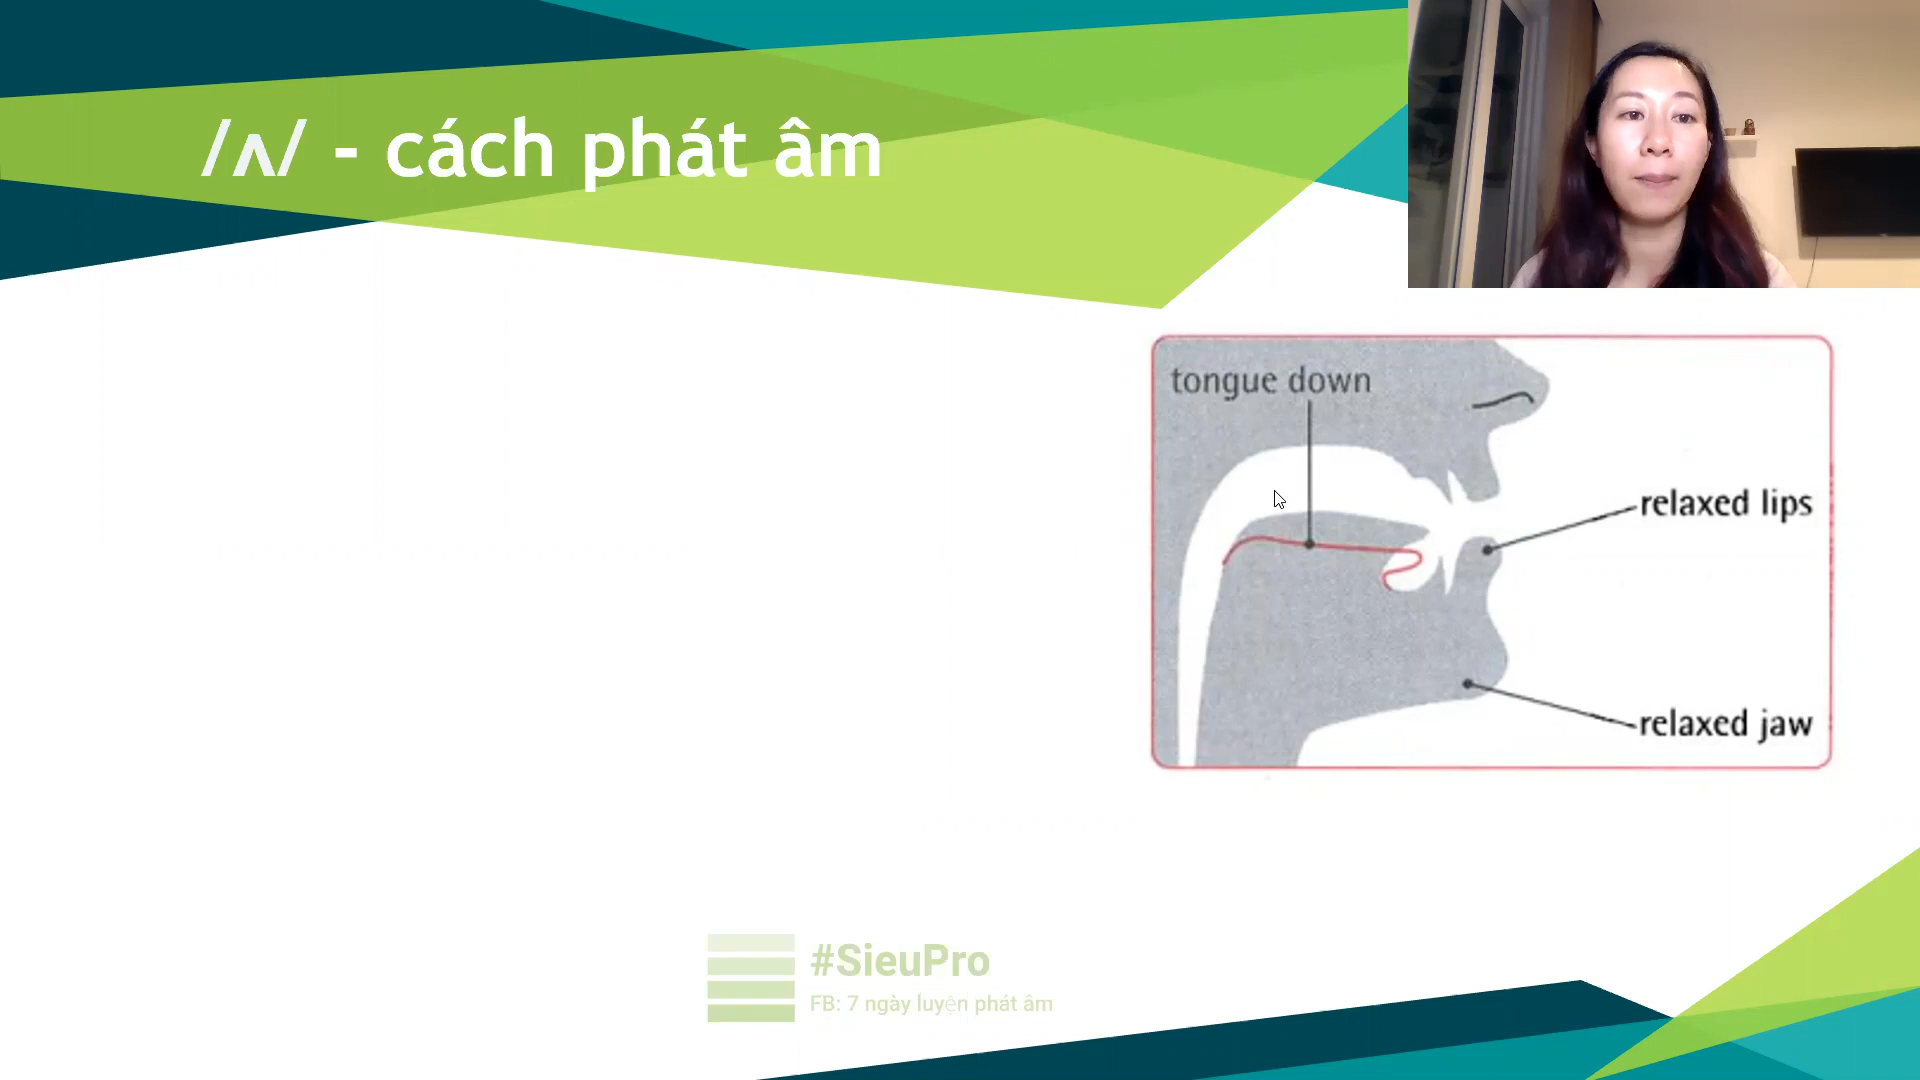 /ʌ/ - cách phát âm
tongue down
relaxed lips
relaxed jaw
#SieuPro
FB: 7 ngày luyện phát âm